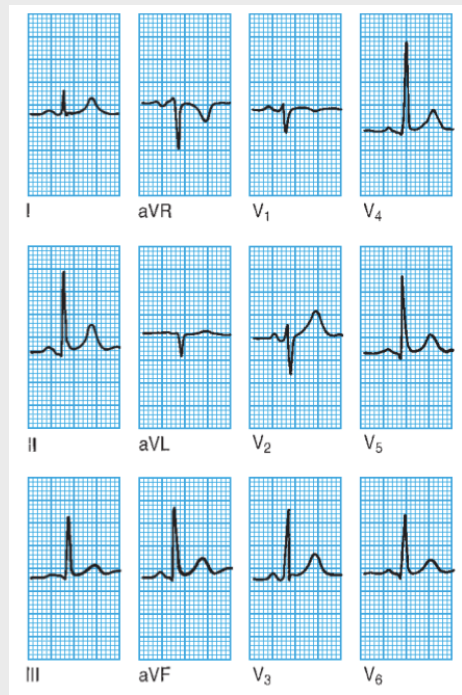 I aVR V₁ V₄
II aVL V₂ V₅
III aVF V₃ V₆